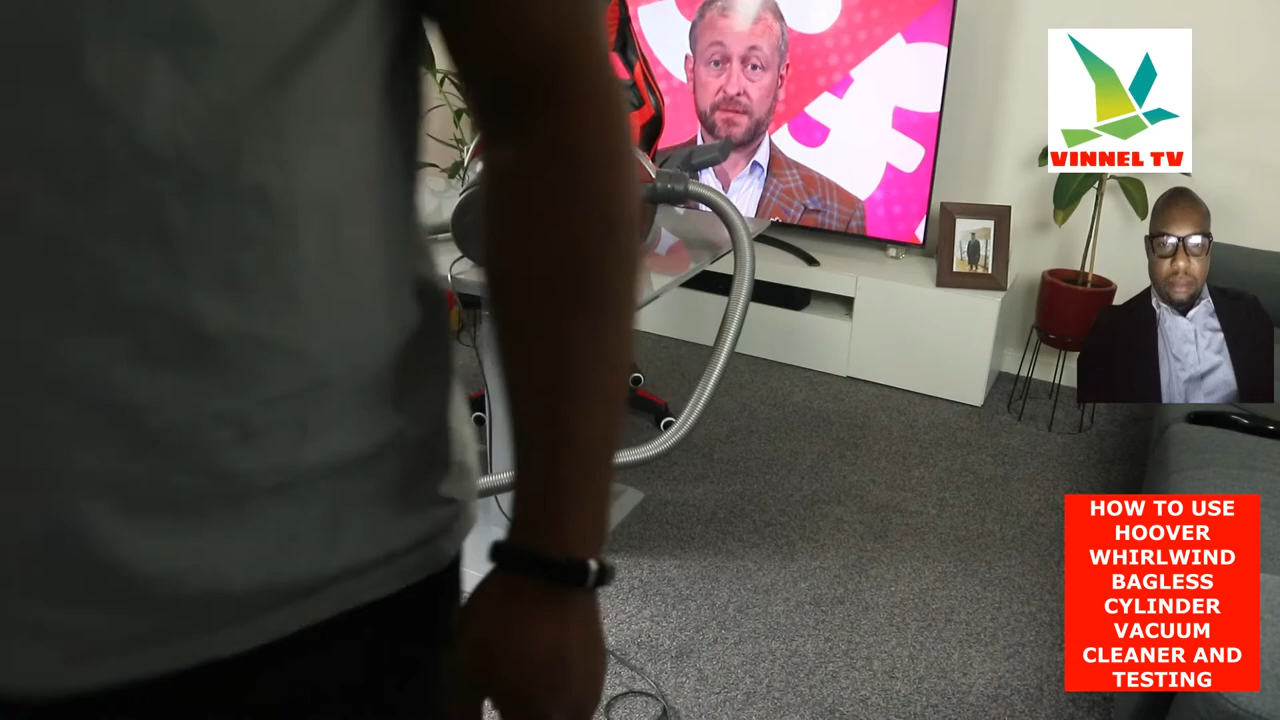 VINNEL TV
HOW TO USE
HOOVER
WHIRLWIND
BAGLESS
CYLINDER
VACUUM
CLEANER AND
TESTING